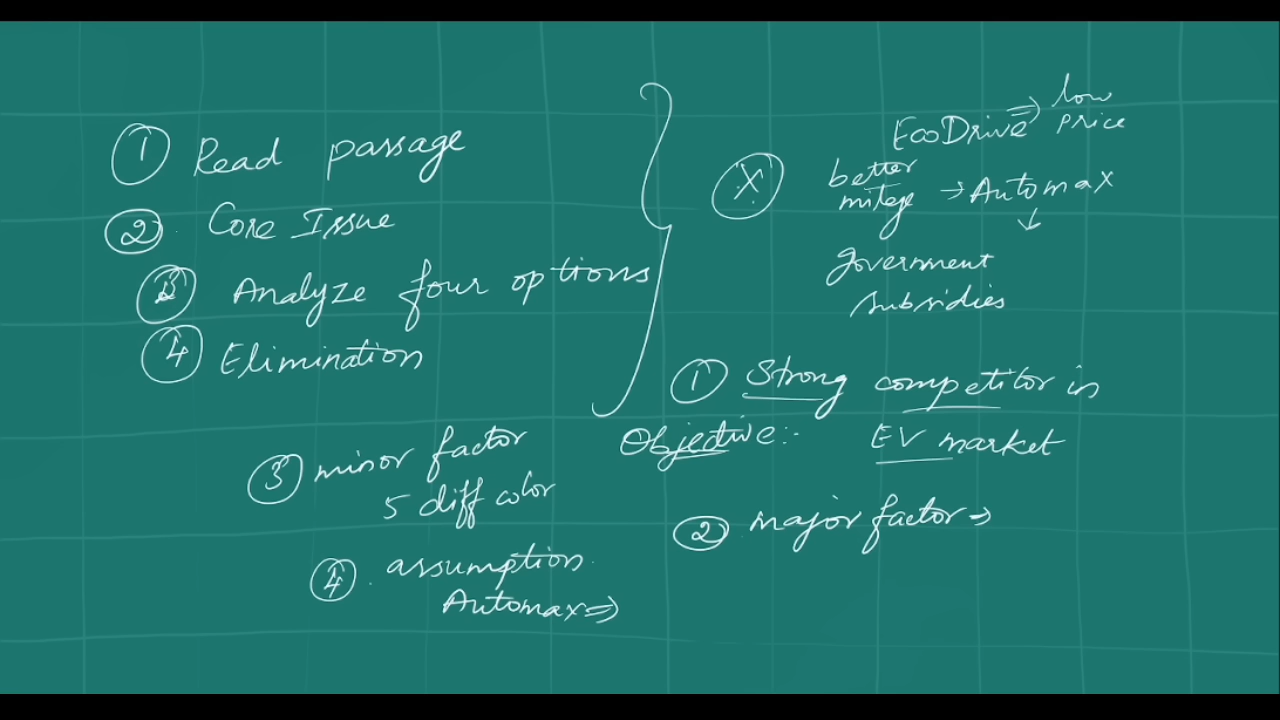 ① Read passage
② Core Issue
③ Analyze four options
④ Elimination
EcoDrive ⇒ low price
X
better
→ Automax
↓
government
subsidies
① Strong competitor in
Objective:- EV market
② major factor ⇒
③ minor factor
5 diff color
④ assumption
Automax ⇒